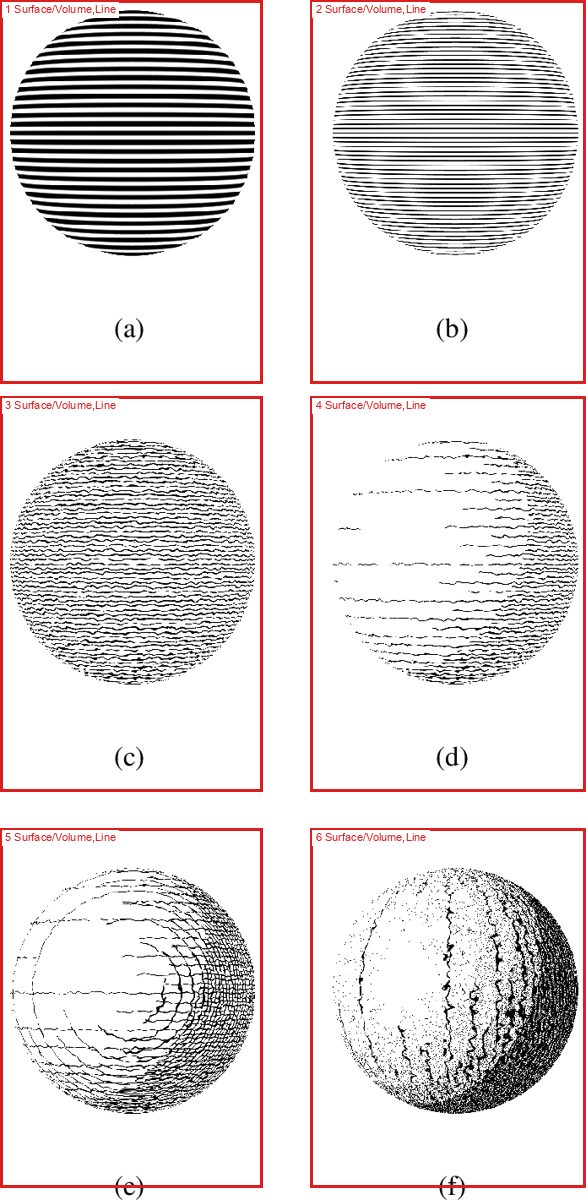 1 Surface/Volume,Line
2 Surface/Volume,Line
(a)
(b)
3 Surface/Volume,Line
4 Surface/Volume,Line
(c)
(d)
5 Surface/Volume,Line
6 Surface/Volume,Line
(e)
(f)